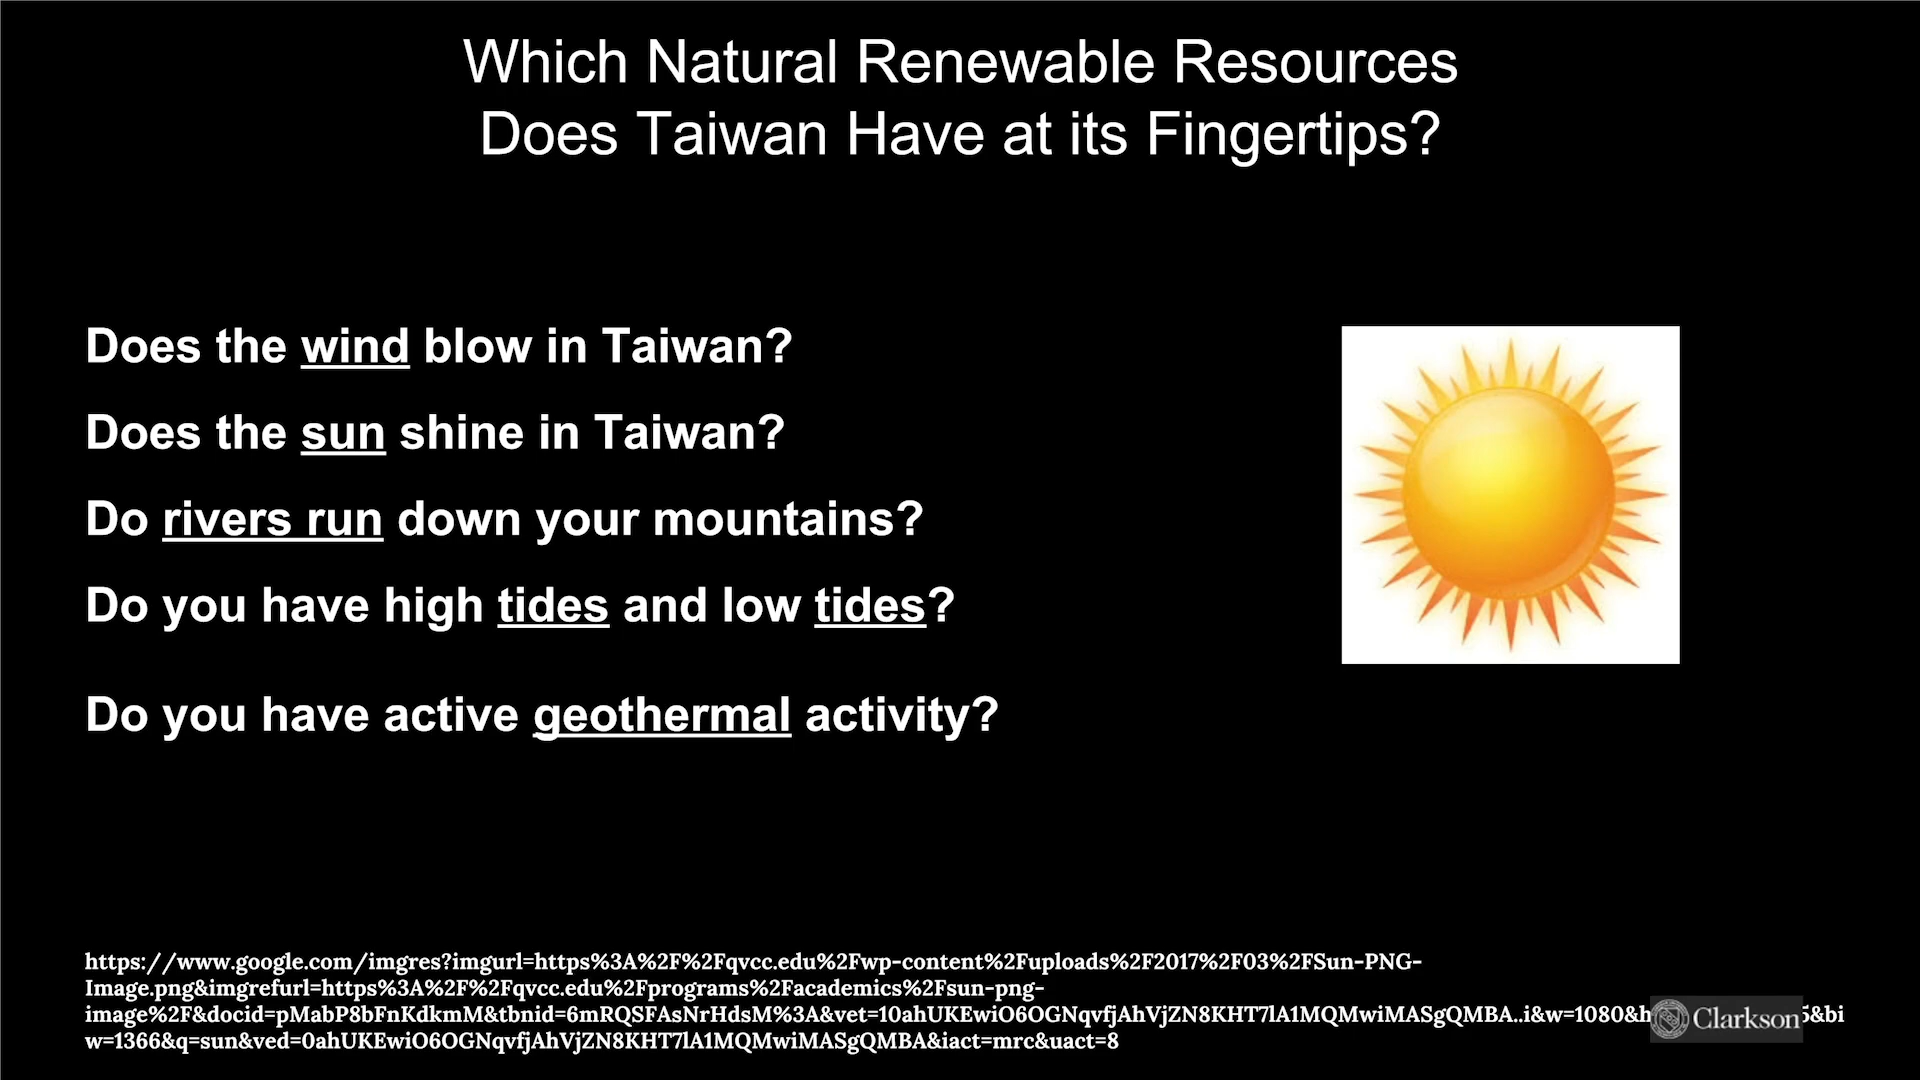 Which Natural Renewable Resources
Does Taiwan Have at its Fingertips?
Does the wind blow in Taiwan?
Does the sun shine in Taiwan?
Do rivers run down your mountains?
Do you have high tides and low tides?
Do you have active geothermal activity?
https://www.google.com/imgres?imgurl=https%3A%2F%2Fqvcc.edu%2Fwp-content%2Fuploads%2F2017%2F03%2FSun-PNG-
Image.png&imgrefurl=https%3A%2F%2Fqvcc.edu%2Fprograms%2Facademics%2Fsun-png-
image%2F&docid=pMabP8bFnKdkmM&tbnid=6mRQSFAsNrHdsM%3A&vet=10ahUKEwiO6OGNqvfjAhVjZN8KHT7lA1MQMwiMASgQMBA..i&w=1080&h 5&bi
w=1366&q=sun&ved=0ahUKEwiO6OGNqvfjAhVjZN8KHT7lA1MQMwiMASgQMBA&iact=mrc&uact=8
Clarkson